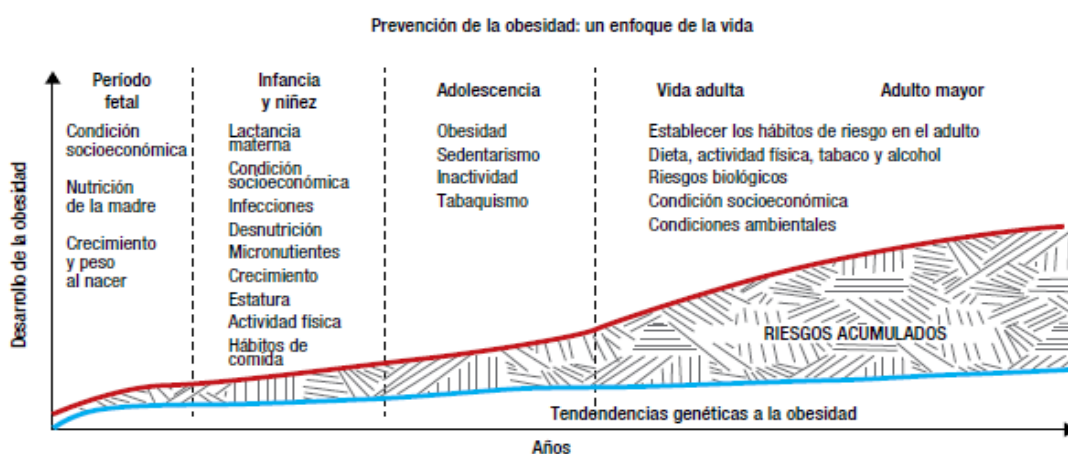 Prevención de la obesidad: un enfoque de la vida
Período
fetal
Condición
socioeconómica
Nutrición
de la madre
Crecimiento
y peso
al nacer
Infancia
y niñez
Lactancia
materna
Condición
socioeconómica
Infecciones
Desnutrición
Micronutientes
Crecimiento
Estatura
Actividad física
Hábitos de
comida
Adolescencia
Obesidad
Sedentarismo
Inactividad
Tabaquismo
Vida adulta
Adulto mayor
Establecer los hábitos de riesgo en el adulto
Dieta, actividad física, tabaco y alcohol
Riesgos biológicos
Condición socioeconómica
Condiciones ambientales
Desarrollo de la obesidad
RIESGOS ACUMULADOS
Tendendencias genéticas a la obesidad
Años